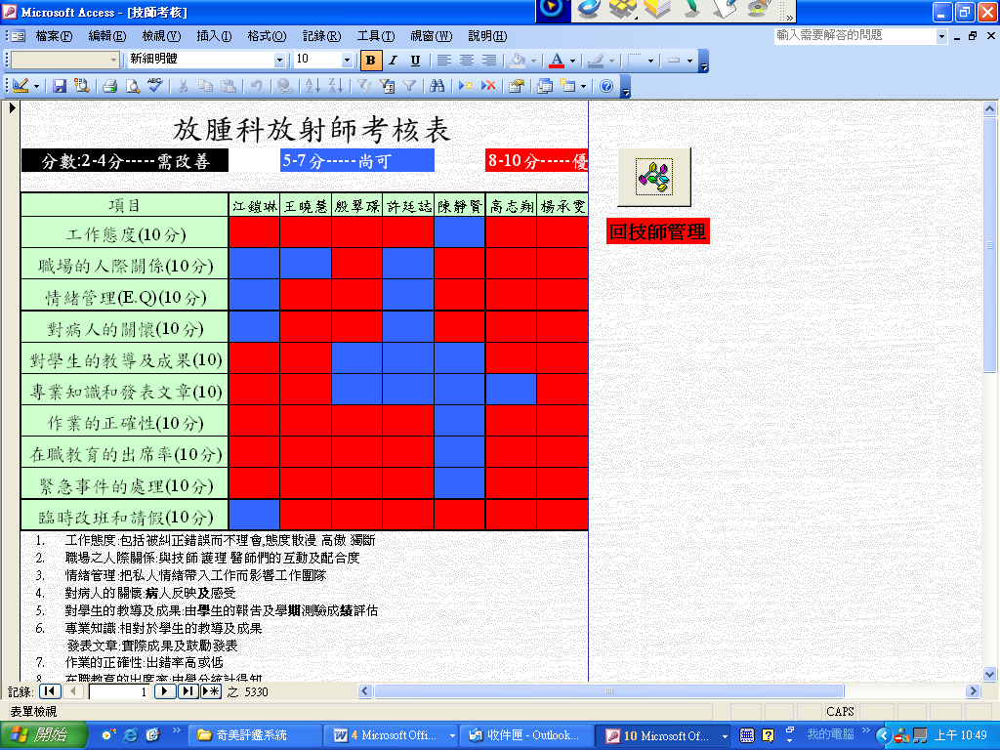 Microsoft Access - [技師考核]
檔案(F) 編輯(E) 檢視(V) 插入(I) 格式(O) 記錄(R) 工具(T) 視窗(W) 說明(H) 輸入需要解答的問題
新細明體 10 B I U
放腫科放射師考核表
分數:2-4分-----需改善 5-7分-----尚可 8-10分-----優
回技師管理
項目 江鎧琳 王曉慧 殷翠璟 許廷誌 陳靜賢 高志翔 楊承雯
工作態度(10分)
職場的人際關係(10分)
情緒管理(E.Q)(10分)
對病人的關懷(10分)
對學生的教導及成果(10)
專業知識和發表文章(10)
作業的正確性(10分)
在職教育的出席率(10分)
緊急事件的處理(10分)
臨時改班和請假(10分)
1. 工作態度:包括被糾正錯誤而不理會,態度散漫 高傲 獨斷
2. 職場之人際關係:與技師 護理 醫師們的互動及配合度
3. 情緒管理:把私人情緒帶入工作而影響工作團隊
4. 對病人的關懷:病人反映及感受
5. 對學生的教導及成果:由學生的報告及學期測驗成績評估
6. 專業知識:相對於學生的教導及成果
發表文章:實際成果及鼓勵發表
7. 作業的正確性:出錯率高或低
8. 在職教育的出席率:由學分統計得知
記錄: 1 之 5330
表單檢視 CAPS
開始 奇美評鑑系統 4 Microsoft Offi... 收件匣 - Outlook... 10 Microsoft Of... 我的電腦 上午 10:49